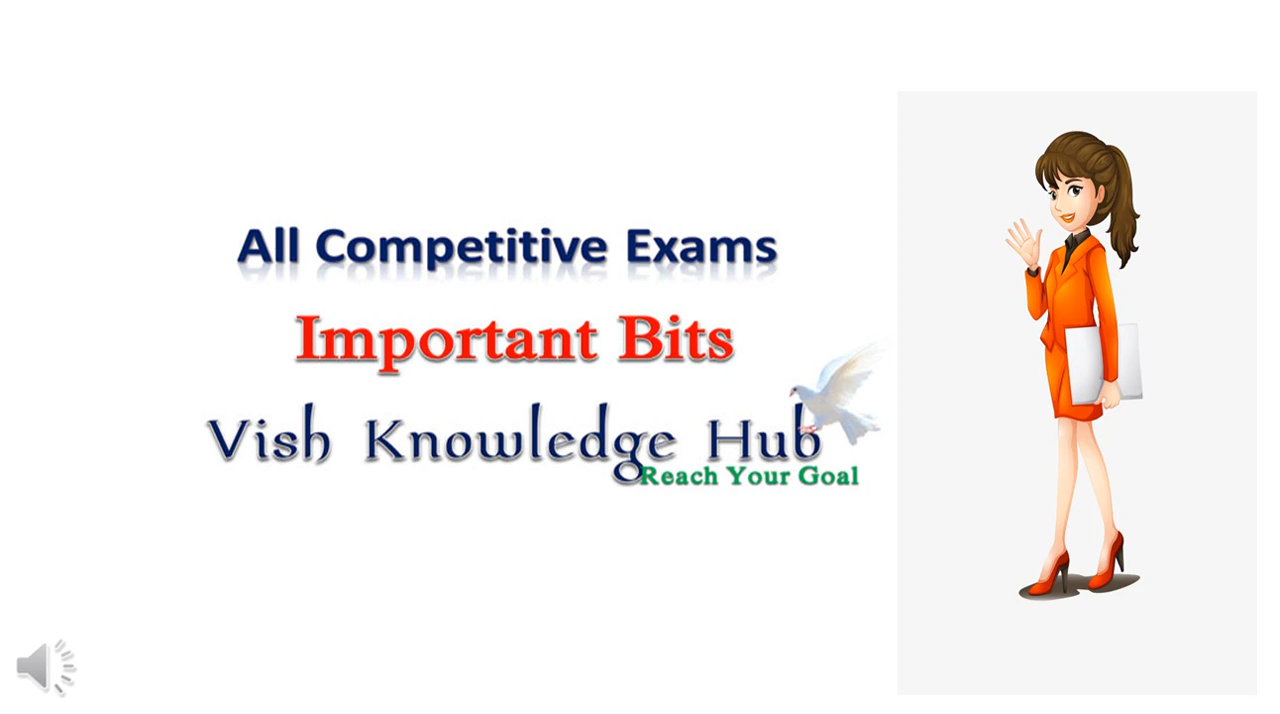 All Competitive Exams
Important Bits
Vish Knowledge Hub
Reach Your Goal